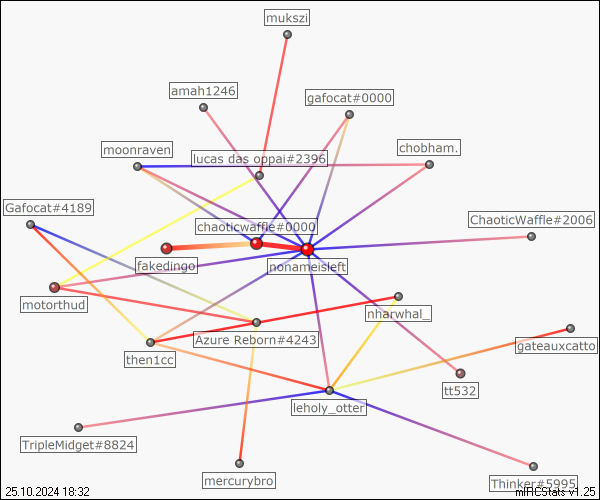 mukszi
amah1246
gafocat#0000
moonraven
chobham.
lucas das oppai#2396
Gafocat#4189
ChaoticWaffle#2006
chaoticwaffle#0000
fakedingo
nonameisleft
motorthud
nharwhal_
Azure Reborn#4243
gateauxcatto
then1cc
tt532
leholy_otter
TripleMidget#8824
mercurybro
Thinker#5995
25.10.2024 18:32
mIRCStats v1.25